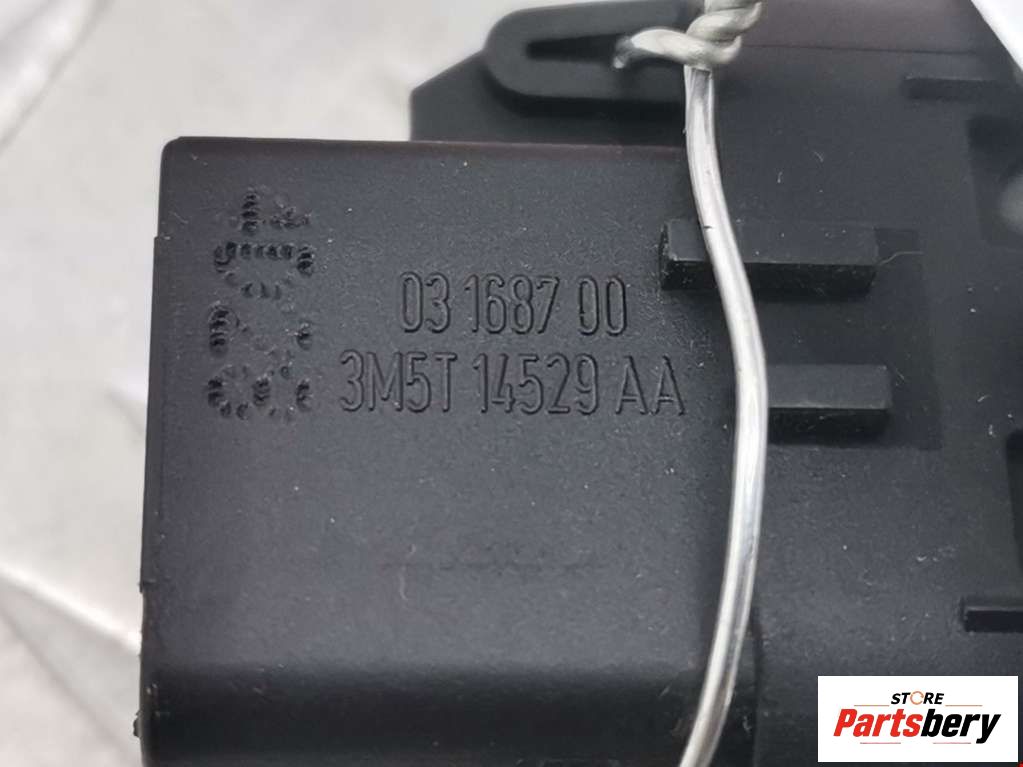 03 1687 00
3M5T 14529 AA
STORE
Partsbery